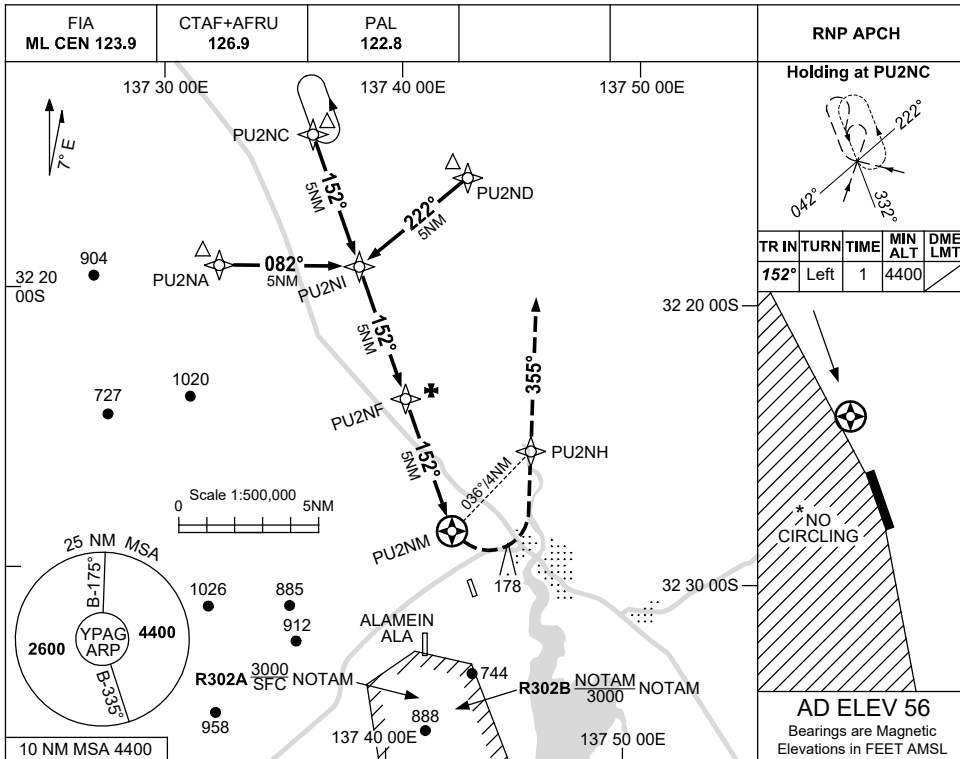 FIA
ML CEN 123.9
CTAF+AFRU
126.9
PAL
122.8
RNP APCH
137 30 00E
137 40 00E
137 50 00E
7° E
PU2NC
152°
5NM
PU2ND
222°
5NM
904
32 20
00S
PU2NA
082°
5NM
PU2NI
152°
5NM
32 20 00S
727
1020
PU2NF
355°
152°
5NM
PU2NH
036°/4NM
Scale 1:500,000
0
5NM
PU2NM
25 NM MSA
B-175°
2600
YPAG
ARP
4400
B-335°
1026
885
912
178
32 30 00S
ALAMEIN
ALA
R302A 3000
SFC NOTAM
744
R302B NOTAM
3000 NOTAM
958
888
137 40 00E
137 50 00E
10 NM MSA 4400
Holding at PU2NC
222°
042°
332°
TR IN
TURN
TIME
MIN
ALT
DME
LMT
152°
Left
1
4400
* NO
CIRCLING
AD ELEV 56
Bearings are Magnetic
Elevations in FEET AMSL